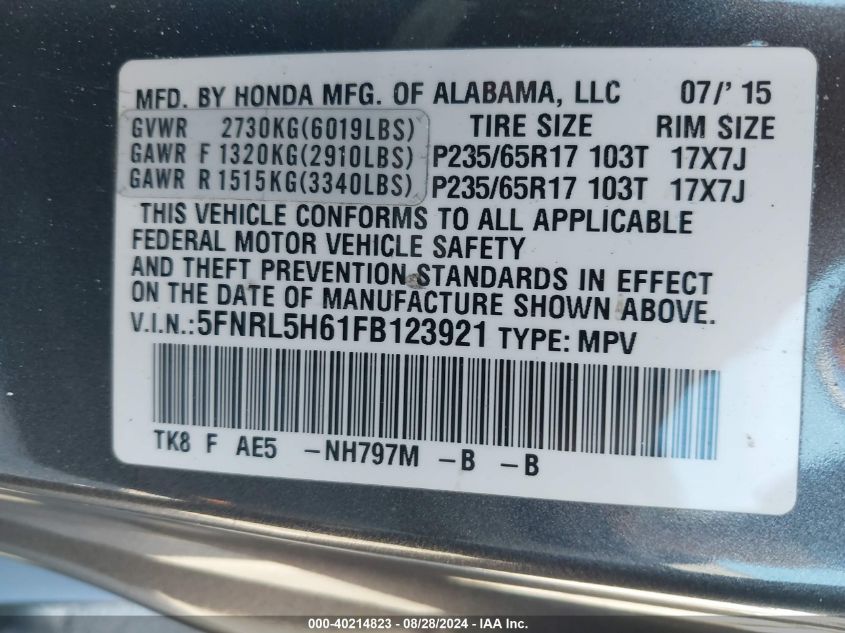 MFD. BY HONDA MFG. OF ALABAMA, LLC 07/' 15
GVWR 2730KG(6019LBS) TIRE SIZE RIM SIZE
GAWR F 1320KG(2910LBS) P235/65R17 103T 17X7J
GAWR R 1515KG(3340LBS) P235/65R17 103T 17X7J
THIS VEHICLE CONFORMS TO ALL APPLICABLE
FEDERAL MOTOR VEHICLE SAFETY
AND THEFT PREVENTION STANDARDS IN EFFECT
ON THE DATE OF MANUFACTURE SHOWN ABOVE.
V.I.N.:5FNRL5H61FB123921 TYPE: MPV
TK8 F AE5 -NH797M -B -B
000-40214823 - 08/28/2024 - IAA Inc.